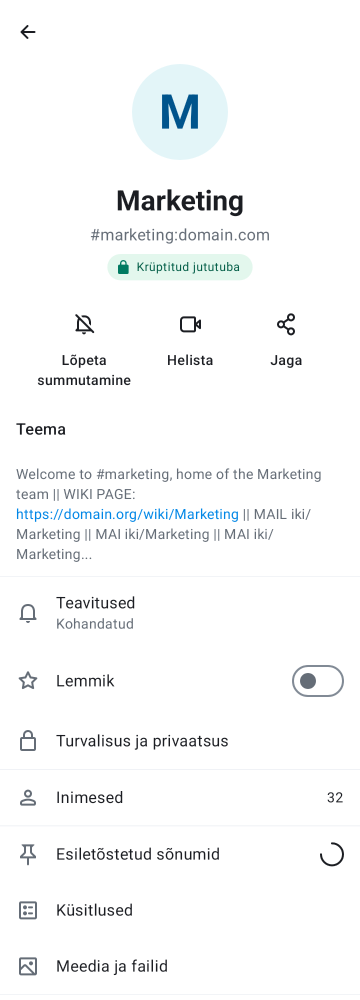 M
Marketing
#marketing:domain.com
Krüptitud jututuba
Lõpeta
summutamine
Helista
Jaga
Teema
Welcome to #marketing, home of the Marketing
team || WIKI PAGE:
https://domain.org/wiki/Marketing || MAIL iki/
Marketing || MAI iki/Marketing || MAI iki/
Marketing...
Teavitused
Kohandatud
Lemmik
Turvalisus ja privaatsus
Inimesed 32
Esiletõstetud sõnumid
Küsitlused
Meedia ja failid